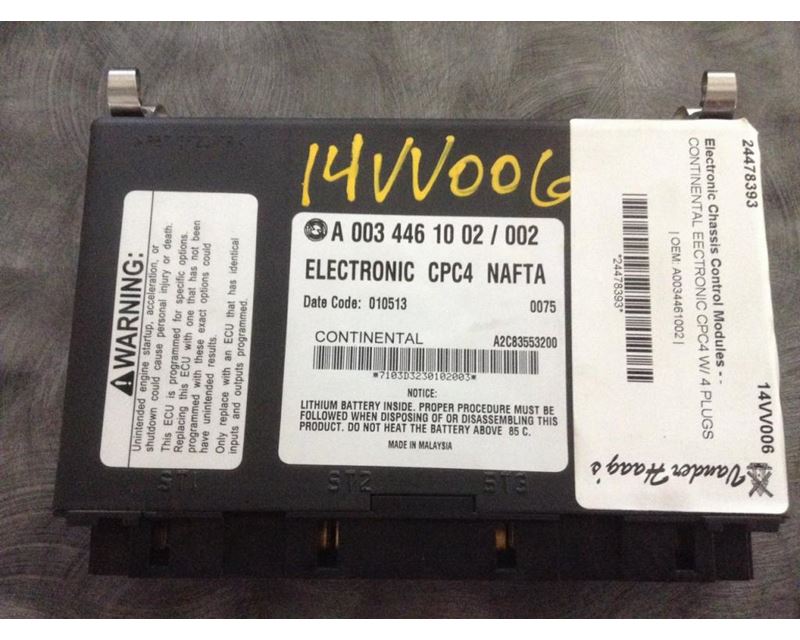 14VV006
⚠WARNING:
Unintended engine startup, acceleration, or
shutdown could cause personal injury or death.
This ECU is programmed for specific options.
Replacing this ECU with one that has not been
programmed with these exact options could
have unintended results.
Only replace with an ECU that has identical
inputs and outputs programmed.
A 003 446 10 02 / 002
ELECTRONIC CPC4 NAFTA
Date Code: 010513 0075
CONTINENTAL A2C83553200
*7103D3230102003*
NOTICE:
LITHIUM BATTERY INSIDE. PROPER PROCEDURE MUST BE
FOLLOWED WHEN DISPOSING OF OR DISASSEMBLING THIS
PRODUCT. DO NOT HEAT THE BATTERY ABOVE 85 C.
MADE IN MALAYSIA
24478393 14VV006
Electronic Chassis Control Modules - -
CONTINENTAL EECTRONIC CPC4 W/ 4 PLUGS
| OEM: A0034461002 |
*24478393*
Vander Haag's
ST1 ST2 ST3